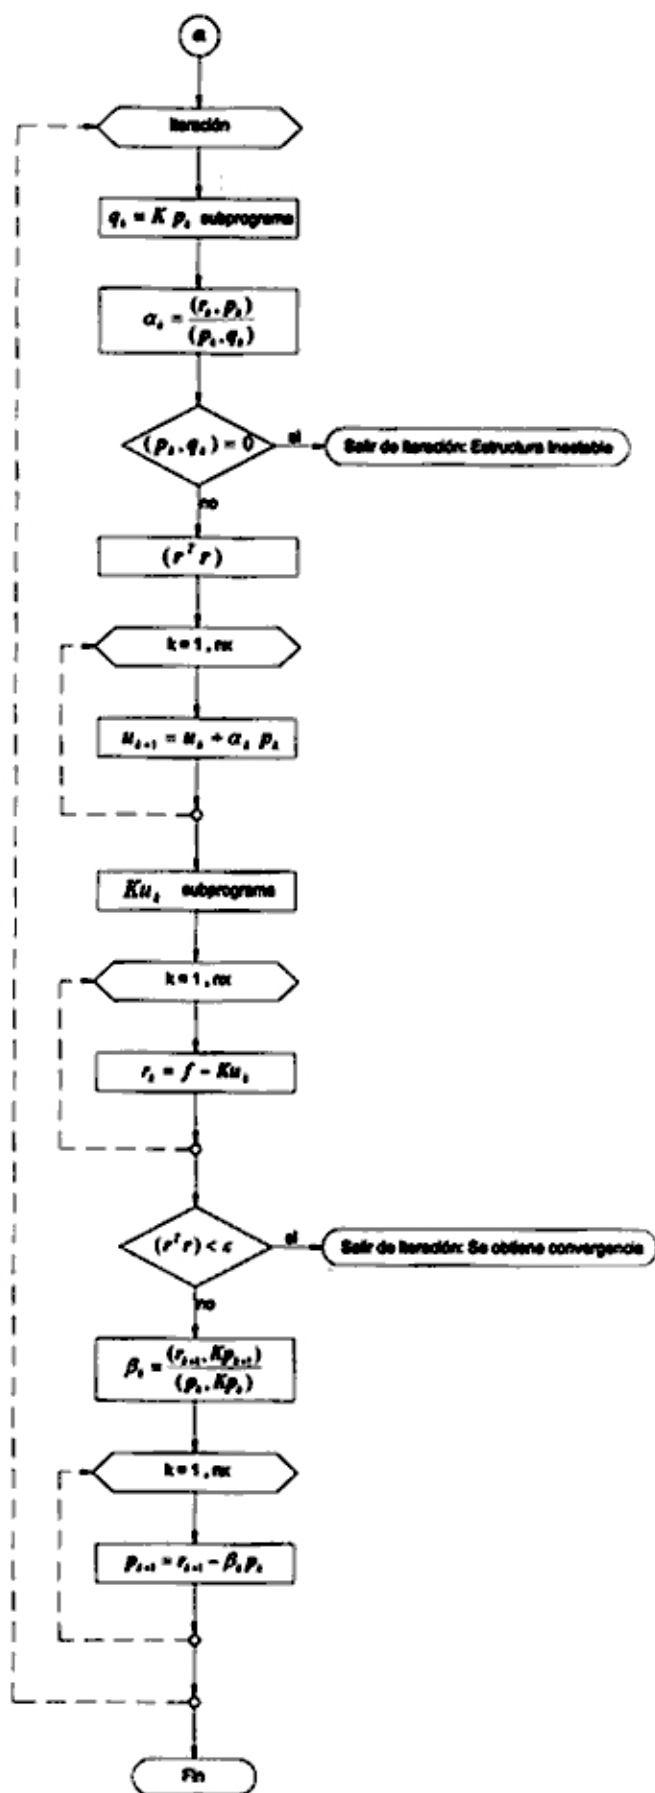 a
Iteración
q_k = K p_k subprograma
α_k = (r_k, p_k) / (p_k, q_k)
(p_k, q_k) = 0
si
Salir de Iteración: Estructura Inestable
no
(r^T r)
k = 1, nx
u_{k+1} = u_k + α_k p_k
Ku_k subprograma
k = 1, nx
r_k = f - Ku_k
(r^T r) < ε
si
Salir de Iteración: Se obtiene convergencia
no
β_k = (r_{k+1}, Kp_{k+1}) / (p_k, Kp_k)
k = 1, nx
p_{k+1} = r_{k+1} - β_k p_k
Fin